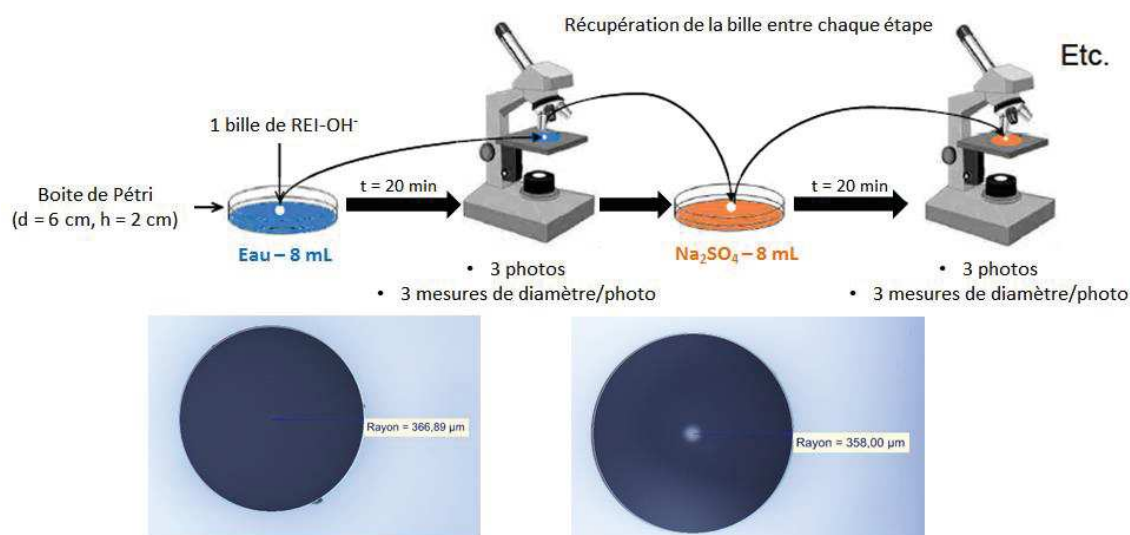 Récupération de la bille entre chaque étape
Etc.
1 bille de REI-OH⁻
Boite de Pétri
(d = 6 cm, h = 2 cm)
t = 20 min
t = 20 min
Eau – 8 mL
Na₂SO₄ – 8 mL
• 3 photos
• 3 mesures de diamètre/photo
• 3 photos
• 3 mesures de diamètre/photo
Rayon = 366,89 µm
Rayon = 358,00 µm